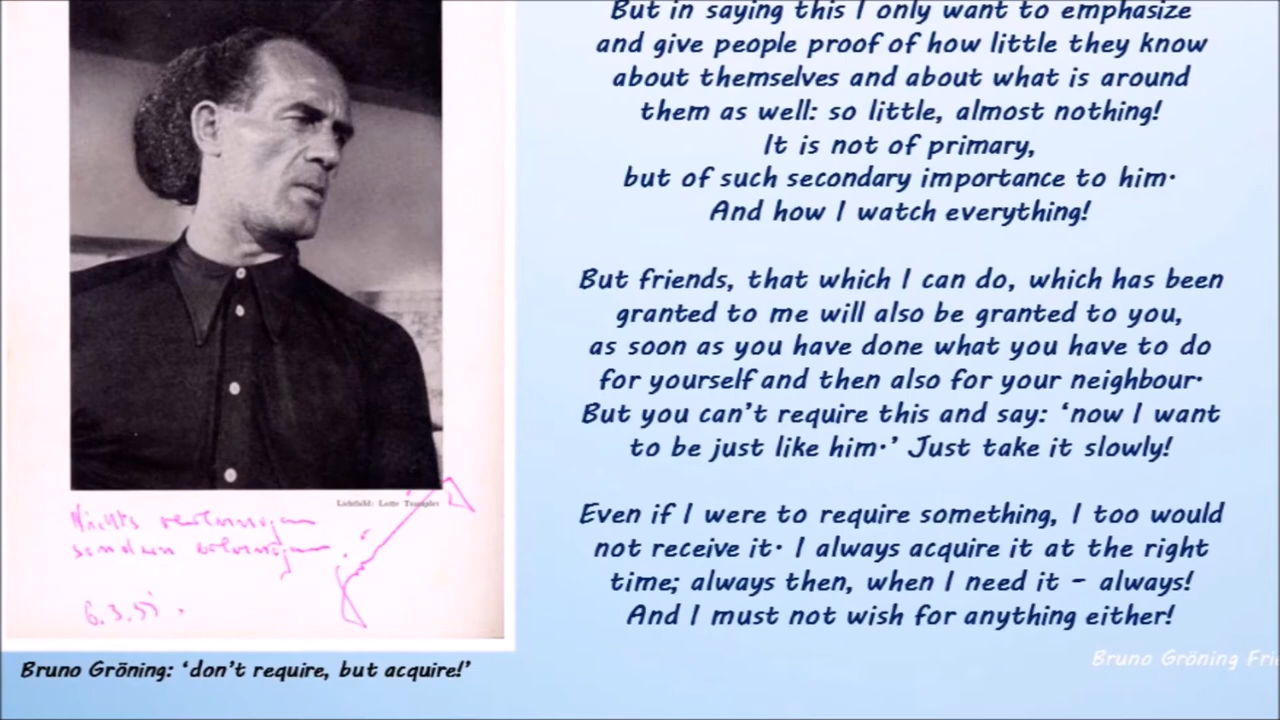 But in saying this I only want to emphasize
and give people proof of how little they know
about themselves and about what is around
them as well: so little, almost nothing!
It is not of primary,
but of such secondary importance to him·
And how I watch everything!
But friends, that which I can do, which has been
granted to me will also be granted to you,
as soon as you have done what you have to do
for yourself and then also for your neighbour·
But you can't require this and say: 'now I want
to be just like him·' Just take it slowly!
Even if I were to require something, I too would
not receive it· I always acquire it at the right
time; always then, when I need it – always!
And I must not wish for anything either!
Lichtbild: Lotte
Nichts verlangen
sondern erlangen
Bruno Gröning: 'don't require, but acquire!'
Bruno Gröning